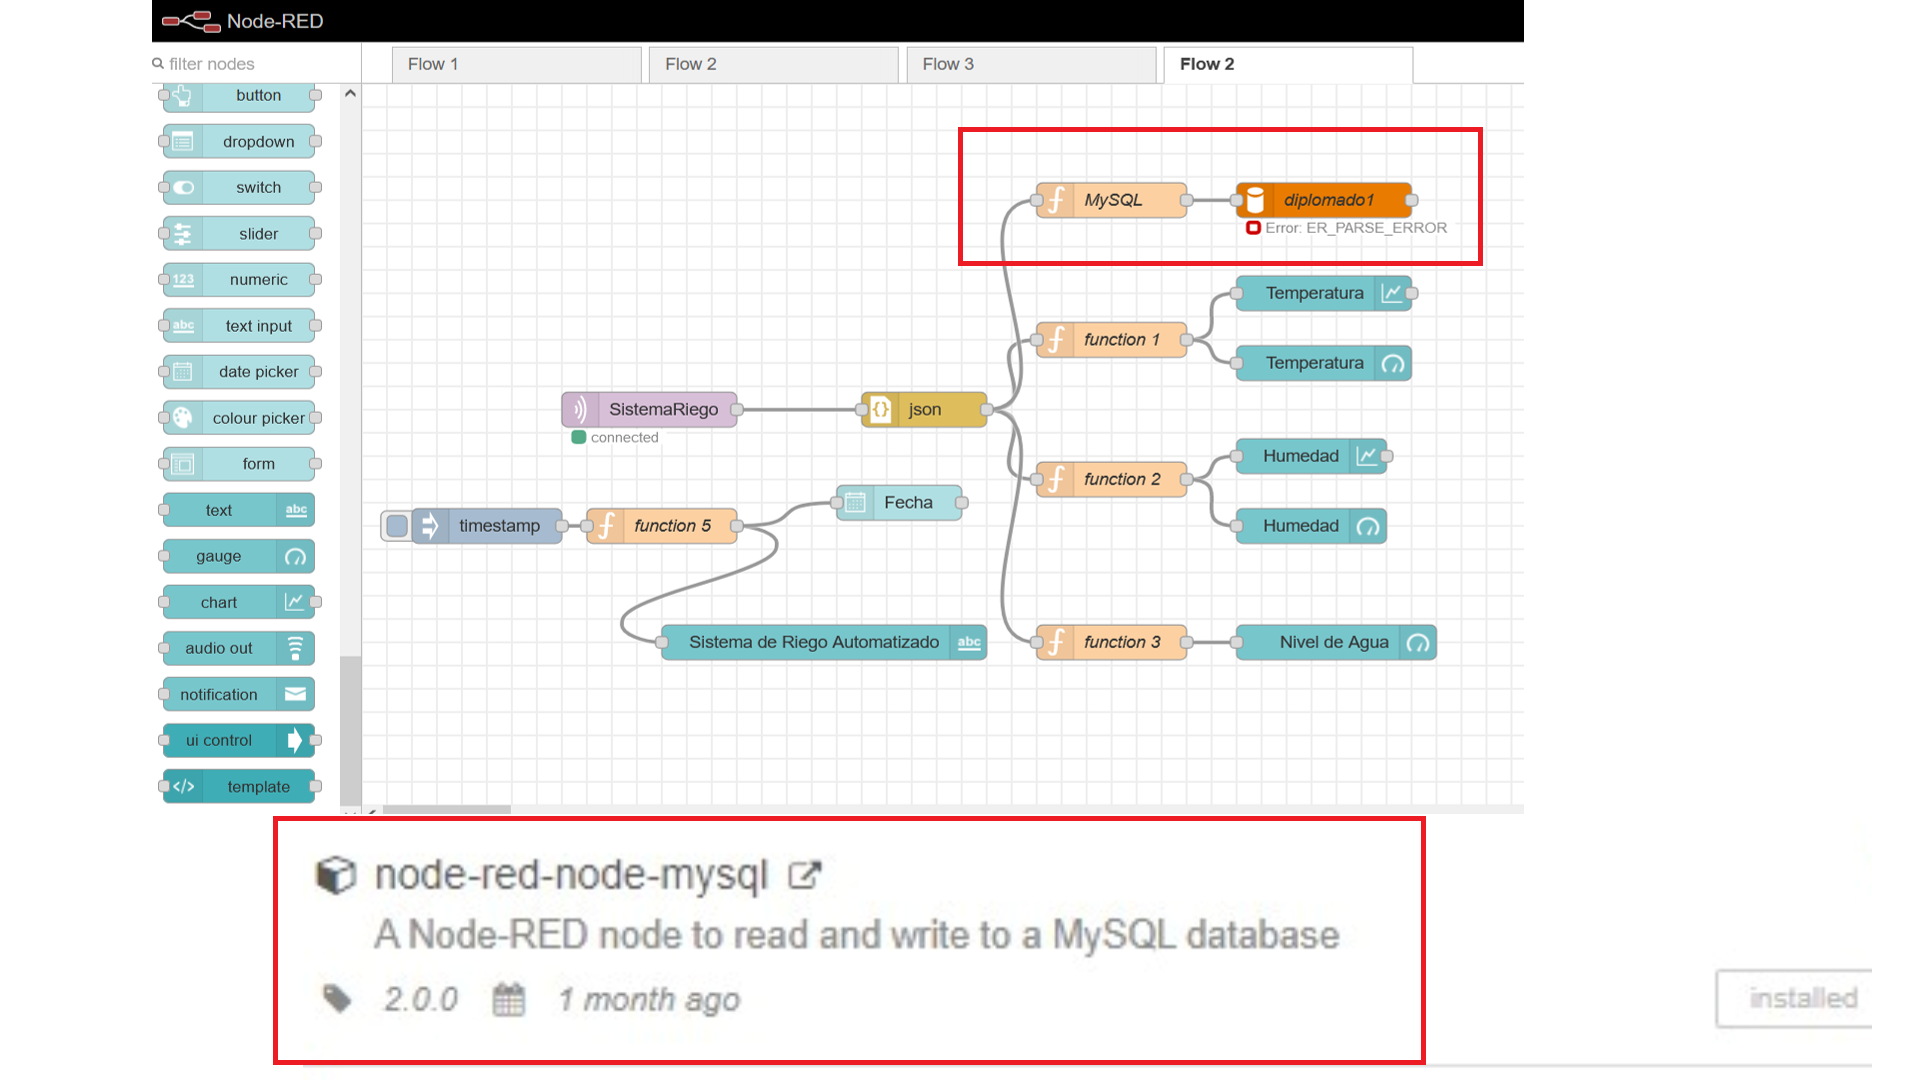 Node-RED
filter nodes
Flow 1
Flow 2
Flow 3
Flow 2
button
dropdown
switch
slider
123
numeric
abc
text input
date picker
colour picker
form
text
abc
gauge
chart
audio out
notification
ui control
</>
template
MySQL
diplomado1
Error: ER_PARSE_ERROR
Temperatura
function 1
Temperatura
SistemaRiego
connected
{} json
Humedad
function 2
Fecha
timestamp
function 5
Humedad
Sistema de Riego Automatizado
abc
function 3
Nivel de Agua
node-red-node-mysql
A Node-RED node to read and write to a MySQL database
2.0.0
1 month ago
installed